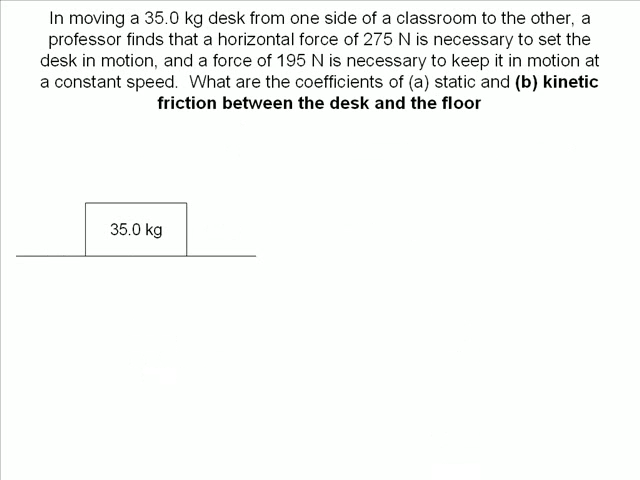 In moving a 35.0 kg desk from one side of a classroom to the other, a
professor finds that a horizontal force of 275 N is necessary to set the
desk in motion, and a force of 195 N is necessary to keep it in motion at
a constant speed.  What are the coefficients of (a) static and (b) kinetic
friction between the desk and the floor
35.0 kg